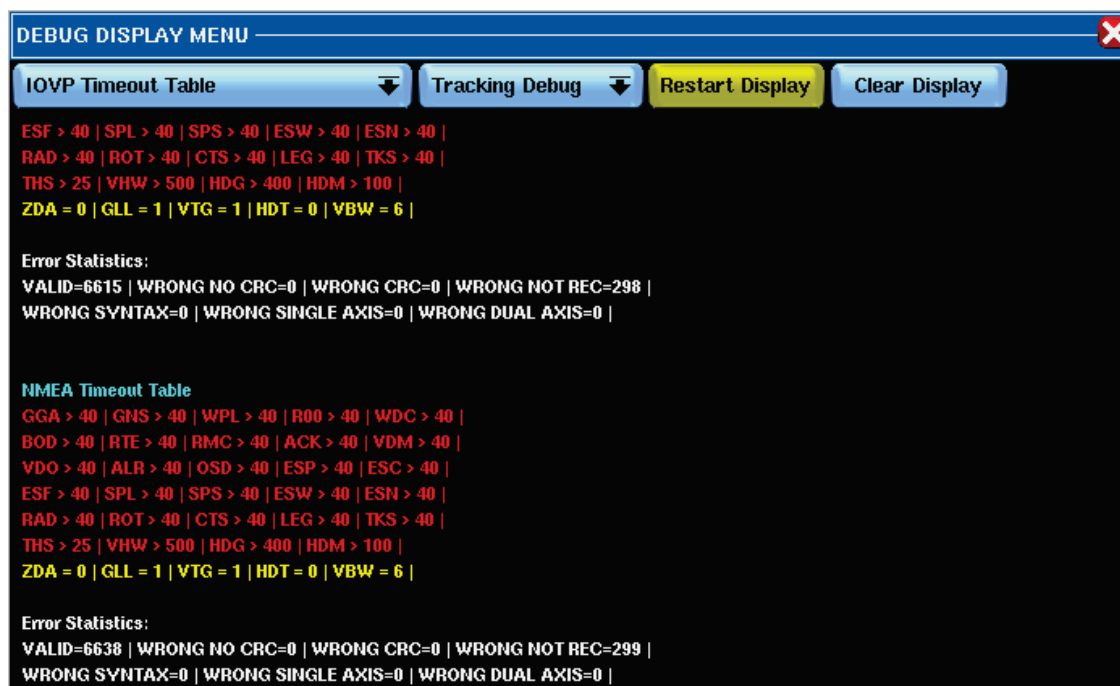 DEBUG DISPLAY MENU
IOVP Timeout Table
Tracking Debug
Restart Display
Clear Display
ESF > 40 | SPL > 40 | SPS > 40 | ESW > 40 | ESN > 40 |
RAD > 40 | ROT > 40 | CTS > 40 | LEG > 40 | TKS > 40 |
THS > 25 | VHW > 500 | HDG > 400 | HDM > 100 |
ZDA = 0 | GLL = 1 | VTG = 1 | HDT = 0 | VBW = 6 |
Error Statistics:
VALID=6615 | WRONG NO CRC=0 | WRONG CRC=0 | WRONG NOT REC=298 |
WRONG SYNTAX=0 | WRONG SINGLE AXIS=0 | WRONG DUAL AXIS=0 |
NMEA Timeout Table
GGA > 40 | GNS > 40 | WPL > 40 | R00 > 40 | WDC > 40 |
BOD > 40 | RTE > 40 | RMC > 40 | ACK > 40 | VDM > 40 |
VDO > 40 | ALR > 40 | OSD > 40 | ESP > 40 | ESC > 40 |
ESF > 40 | SPL > 40 | SPS > 40 | ESW > 40 | ESN > 40 |
RAD > 40 | ROT > 40 | CTS > 40 | LEG > 40 | TKS > 40 |
THS > 25 | VHW > 500 | HDG > 400 | HDM > 100 |
ZDA = 0 | GLL = 1 | VTG = 1 | HDT = 0 | VBW = 6 |
Error Statistics:
VALID=6638 | WRONG NO CRC=0 | WRONG CRC=0 | WRONG NOT REC=299 |
WRONG SYNTAX=0 | WRONG SINGLE AXIS=0 | WRONG DUAL AXIS=0 |